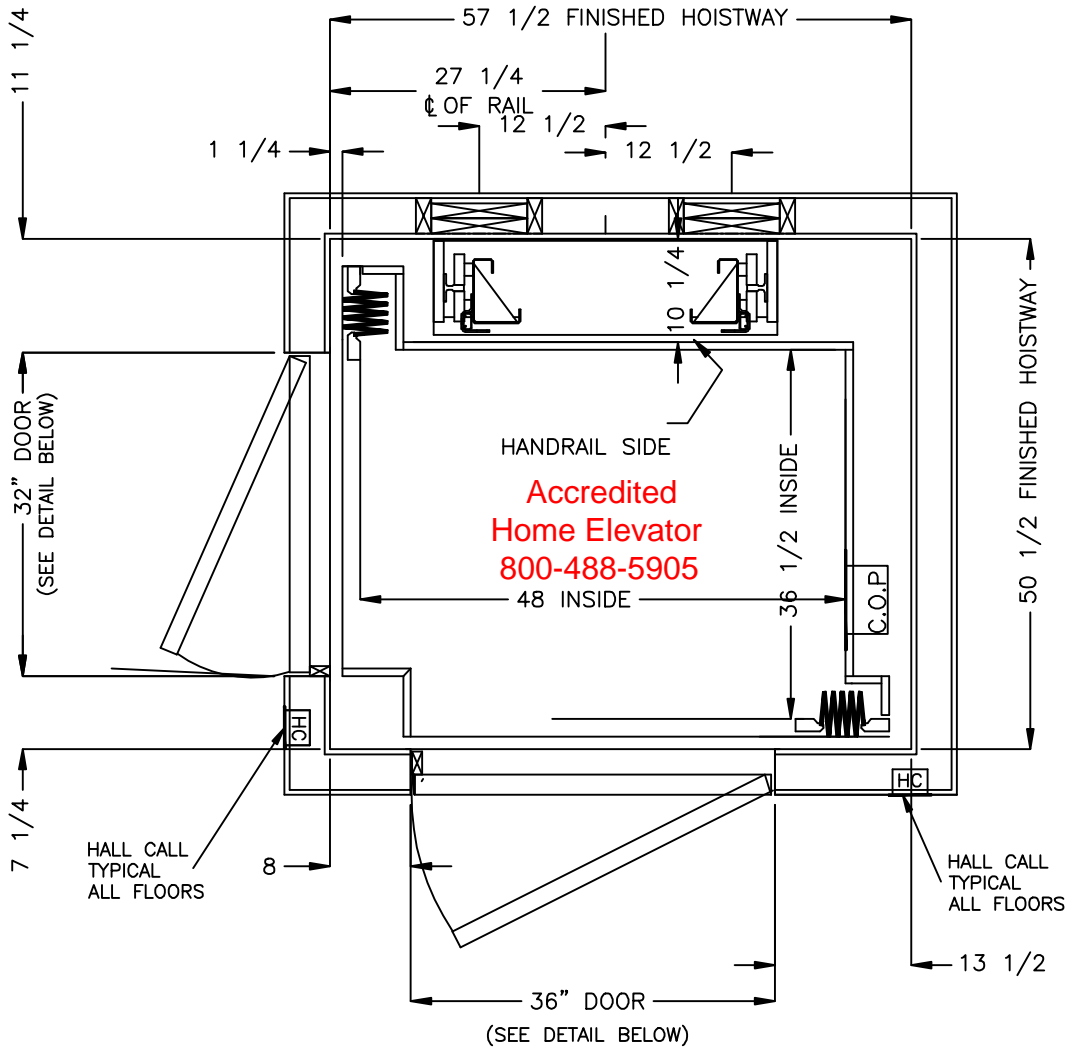 57 1/2 FINISHED HOISTWAY
11 1/4
27 1/4
℄ OF RAIL
12 1/2
1 1/4
12 1/2
10 1/4
32” DOOR
(SEE DETAIL BELOW)
HANDRAIL SIDE
Accredited
Home Elevator
800-488-5905
48 INSIDE
36 1/2 INSIDE
C.O.P
50 1/2 FINISHED HOISTWAY
HC
HC
7 1/4
HALL CALL
TYPICAL
ALL FLOORS
8
HALL CALL
TYPICAL
ALL FLOORS
13 1/2
36” DOOR
(SEE DETAIL BELOW)